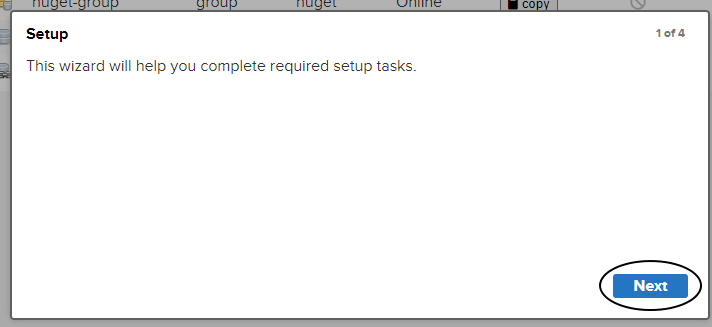 nuget-group group nuget Online copy
Setup 1 of 4
This wizard will help you complete required setup tasks.
Next